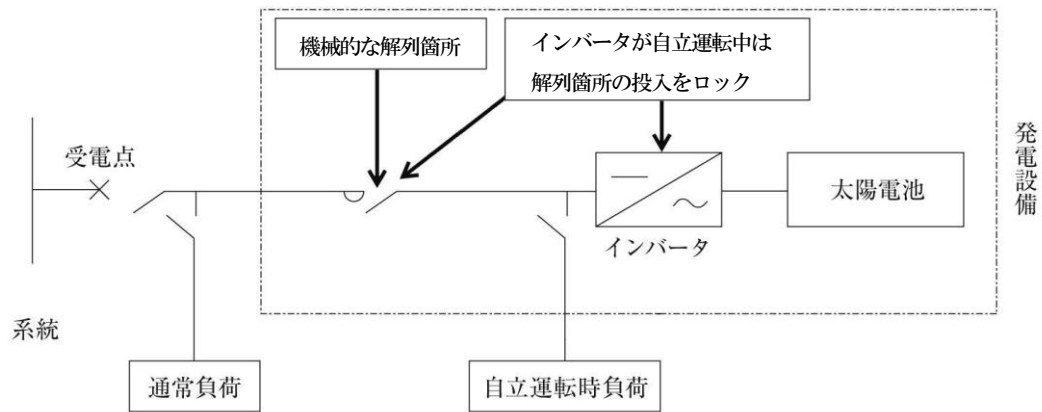 機械的な解列箇所
インバータが自立運転中は
解列箇所の投入をロック
発電設備
受電点
太陽電池
インバータ
系統
通常負荷
自立運転時負荷